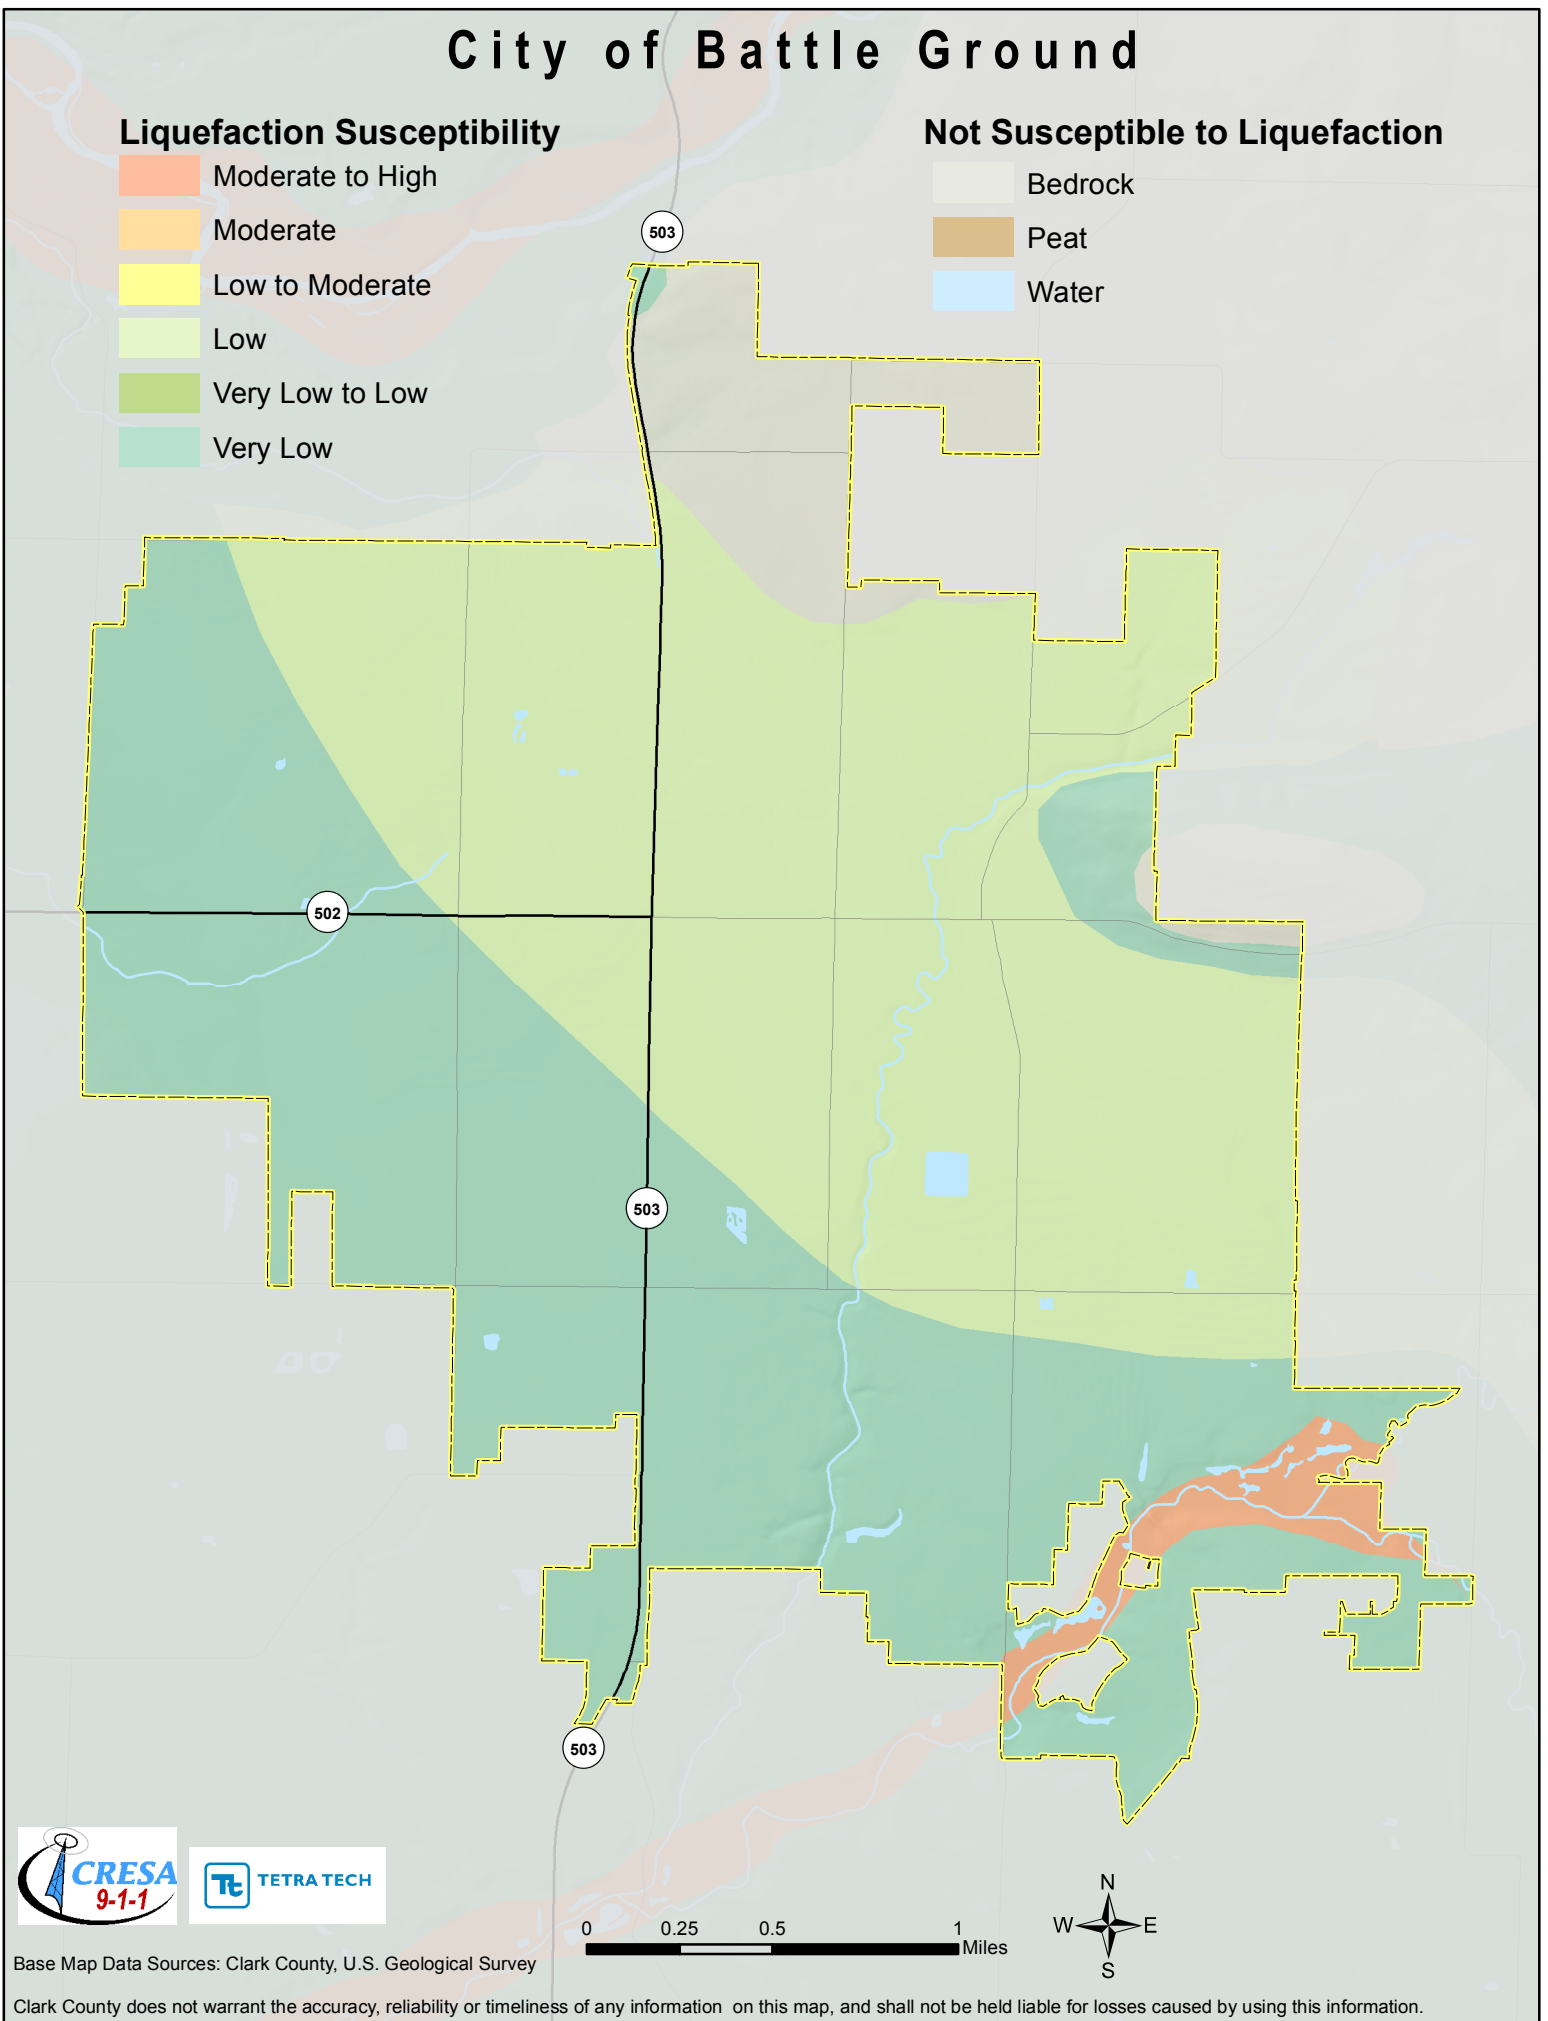 City of Battle Ground
Liquefaction Susceptibility
Moderate to High
Moderate
Low to Moderate
Low
Very Low to Low
Very Low
Not Susceptible to Liquefaction
Bedrock
Peat
Water
503
502
503
503
CRESA
9-1-1
Tt
TETRA TECH
0 0.25 0.5 1
Miles
N
W E
S
Base Map Data Sources: Clark County, U.S. Geological Survey
Clark County does not warrant the accuracy, reliability or timeliness of any information on this map, and shall not be held liable for losses caused by using this information.